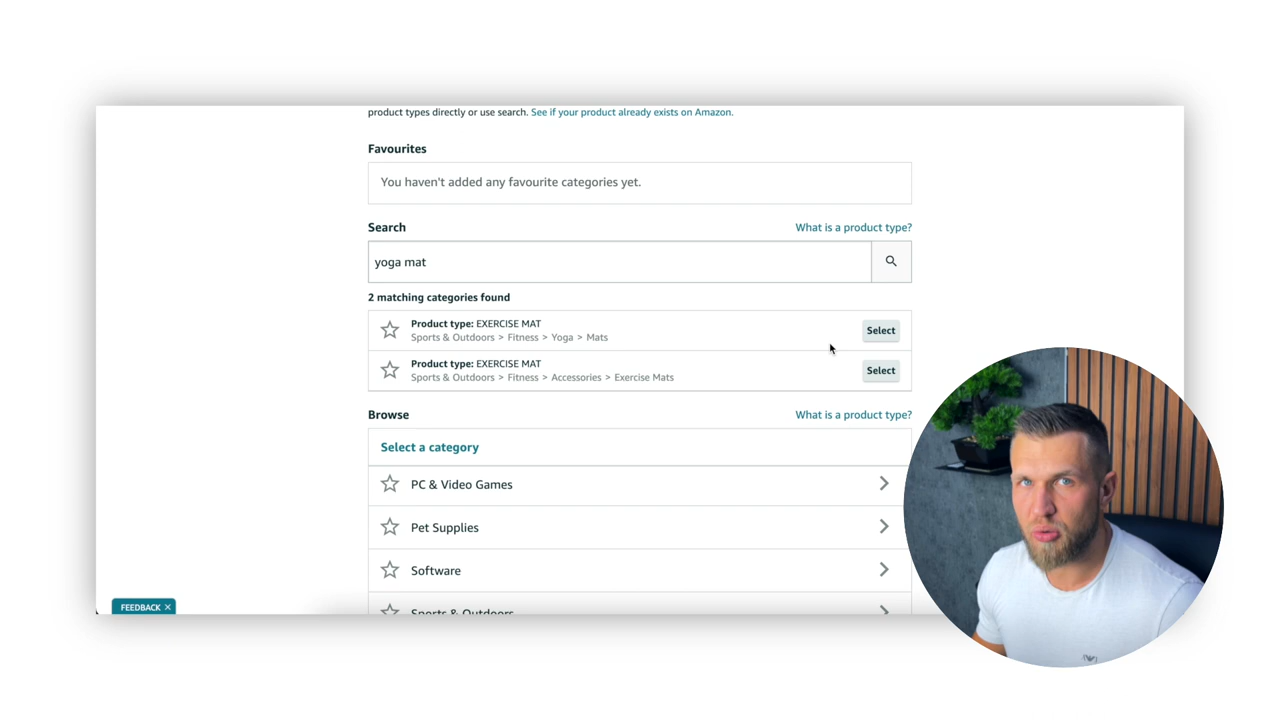 product types directly or use search. See if your product already exists on Amazon.
Favourites
You haven't added any favourite categories yet.
Search
What is a product type?
yoga mat
2 matching categories found
Product type: EXERCISE MAT
Sports & Outdoors > Fitness > Yoga > Mats
Select
Product type: EXERCISE MAT
Sports & Outdoors > Fitness > Accessories > Exercise Mats
Select
Browse
What is a product type?
Select a category
PC & Video Games
Pet Supplies
Software
Sports & Outdoors
FEEDBACK ×